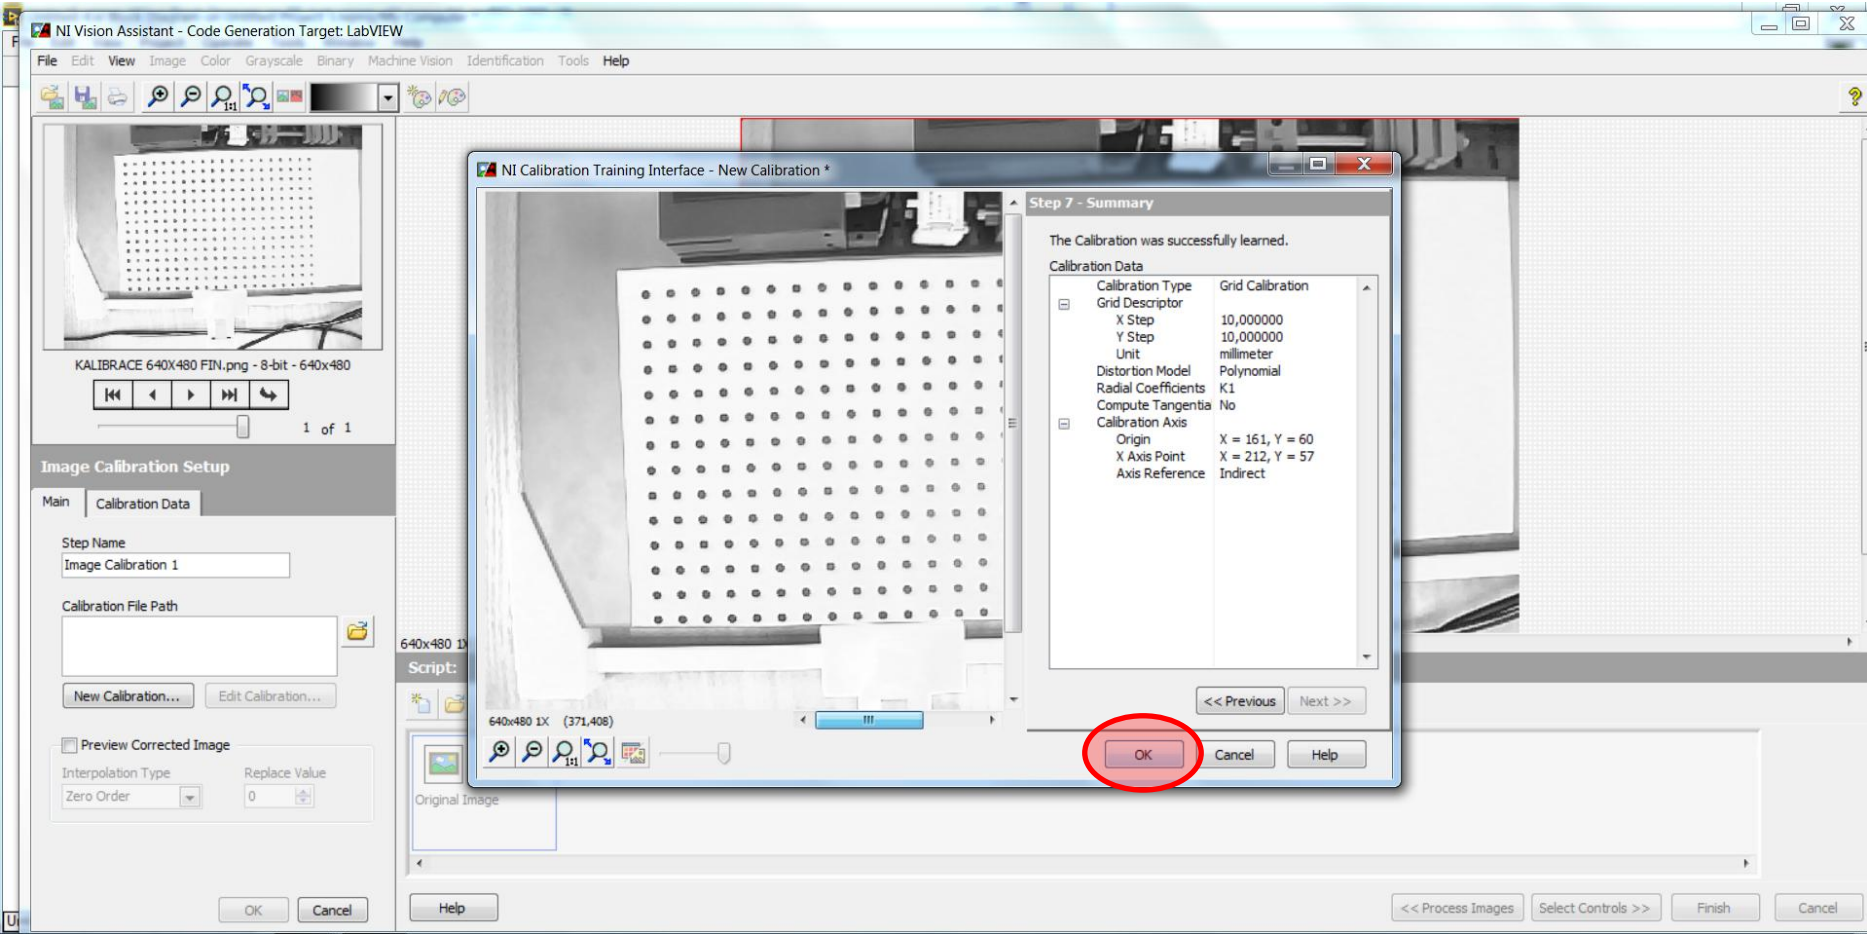 NI Vision Assistant - Code Generation Target: LabVIEW
File Edit View Image Color Grayscale Binary Machine Vision Identification Tools Help
1:1
KALIBRACE 640X480 FIN.png - 8-bit - 640x480
1 of 1
Image Calibration Setup
Main
Calibration Data
Step Name
Image Calibration 1
Calibration File Path
New Calibration...
Edit Calibration...
Preview Corrected Image
Interpolation Type
Replace Value
Zero Order
0
OK
Cancel
640x480 1X
Script:
Original Image
Help
<< Process Images
Select Controls >>
Finish
Cancel
NI Calibration Training Interface - New Calibration *
640x480 1X (371,408)
1:1
Step 7 - Summary
The Calibration was successfully learned.
Calibration Data
Calibration Type Grid Calibration
Grid Descriptor
X Step 10,000000
Y Step 10,000000
Unit millimeter
Distortion Model Polynomial
Radial Coefficients K1
Compute Tangentia No
Calibration Axis
Origin X = 161, Y = 60
X Axis Point X = 212, Y = 57
Axis Reference Indirect
<< Previous
Next >>
OK
Cancel
Help